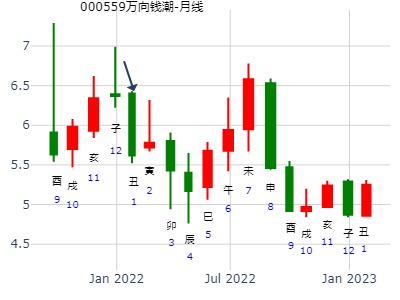 000559万向钱潮-月线
7
6.5
6
5.5
5
4.5
酉
9
戌
10
亥
11
子
12
丑
1
寅
2
卯
3
辰
4
巳
5
午
6
未
7
申
8
酉
9
戌
10
亥
11
子
12
丑
1
Jan 2022
Jul 2022
Jan 2023